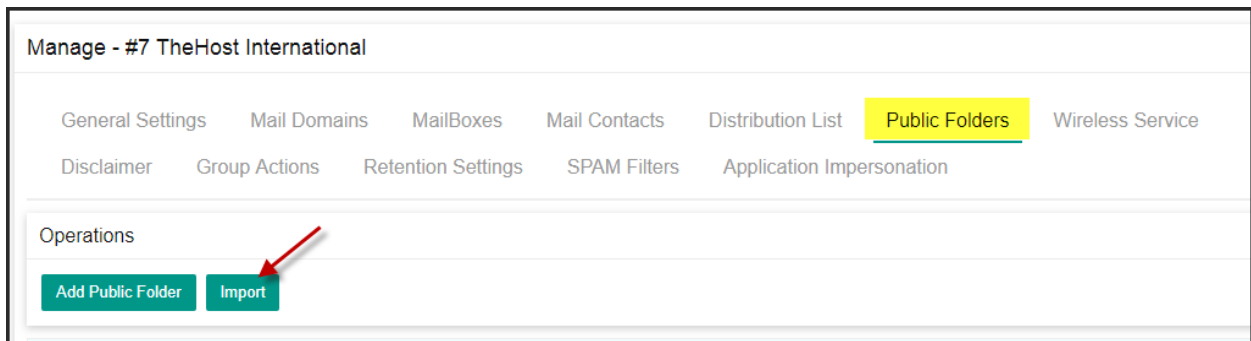 Manage - #7 TheHost International
General Settings Mail Domains MailBoxes Mail Contacts Distribution List Public Folders Wireless Service
Disclaimer Group Actions Retention Settings SPAM Filters Application Impersonation
Operations
Add Public Folder Import